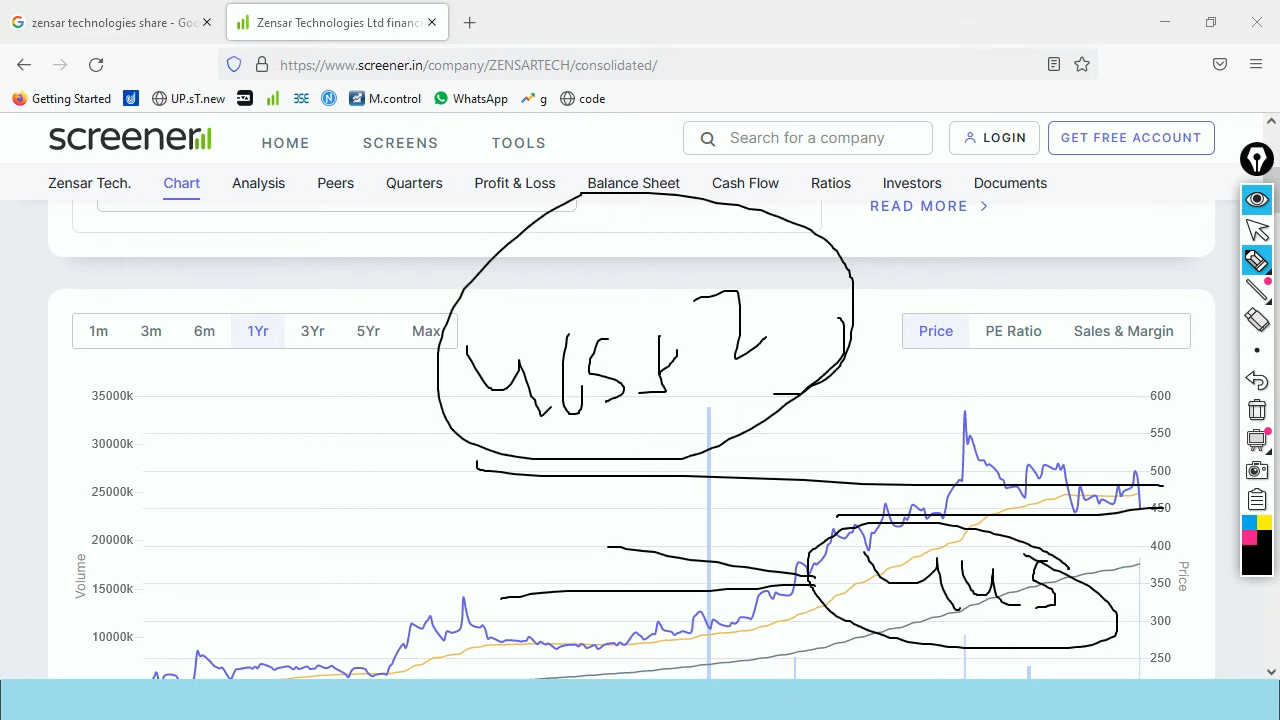 zensar technologies share - Goo
Zensar Technologies Ltd financi
https://www.screener.in/company/ZENSARTECH/consolidated/
Getting Started UP.sT.new M.control WhatsApp g code
screener HOME SCREENS TOOLS Search for a company LOGIN GET FREE ACCOUNT
Zensar Tech. Chart Analysis Peers Quarters Profit & Loss Balance Sheet Cash Flow Ratios Investors Documents
READ MORE
1m 3m 6m 1Yr 3Yr 5Yr Max Price PE Ratio Sales & Margin
35000k 600
30000k 550
500
25000k 450
20000k 400
15000k 350
10000k 300
250
Volume
Price